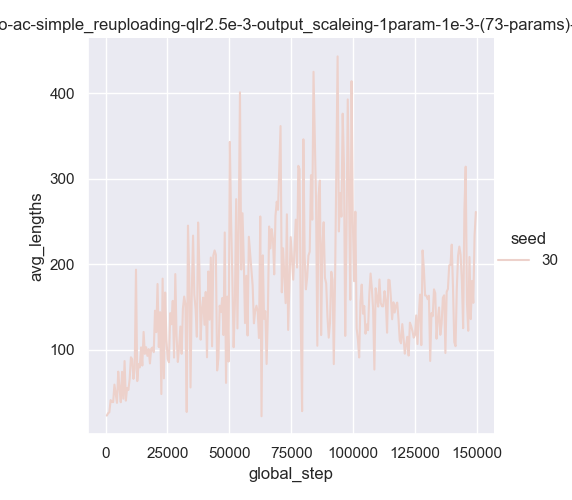 o-ac-simple_reuploading-qlr2.5e-3-output_scaleing-1param-1e-3-(73-params)-
400
300
200
100
avg_lengths
seed
30
0 25000 50000 75000 100000 125000 150000
global_step